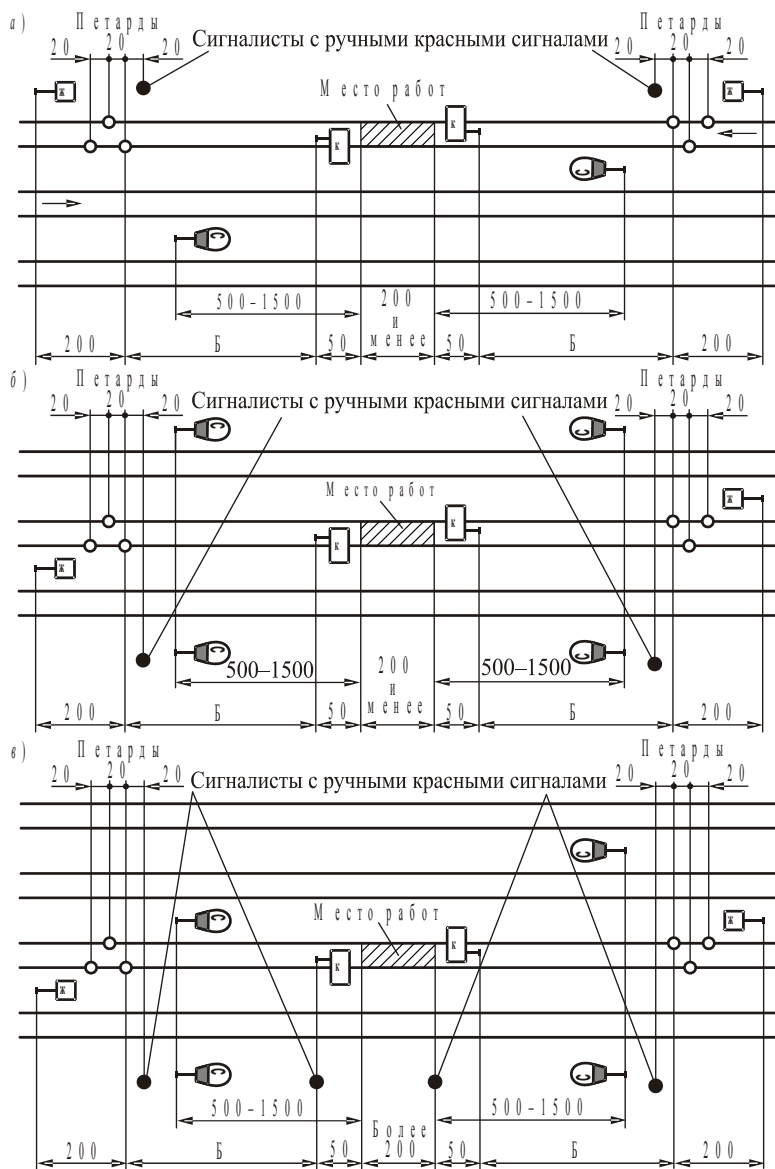 а)
Петарды
Петарды
20
20
20
Сигналисты с ручными красными сигналами
20
20
20
ж
Место работ
к
ж
к
С
С
500–1500
200 и менее
500–1500
200
Б
50
50
Б
200
б)
Петарды
Петарды
20
20
20
Сигналисты с ручными красными сигналами
20
20
20
С
С
Место работ
к
ж
к
ж
С
С
500–1500
200 и менее
500–1500
200
Б
50
50
Б
200
в)
Петарды
Петарды
20
20
20
Сигналисты с ручными красными сигналами
20
20
20
С
С
Место работ
к
ж
к
ж
С
С
500–1500
Более 200
500–1500
200
Б
50
50
Б
200